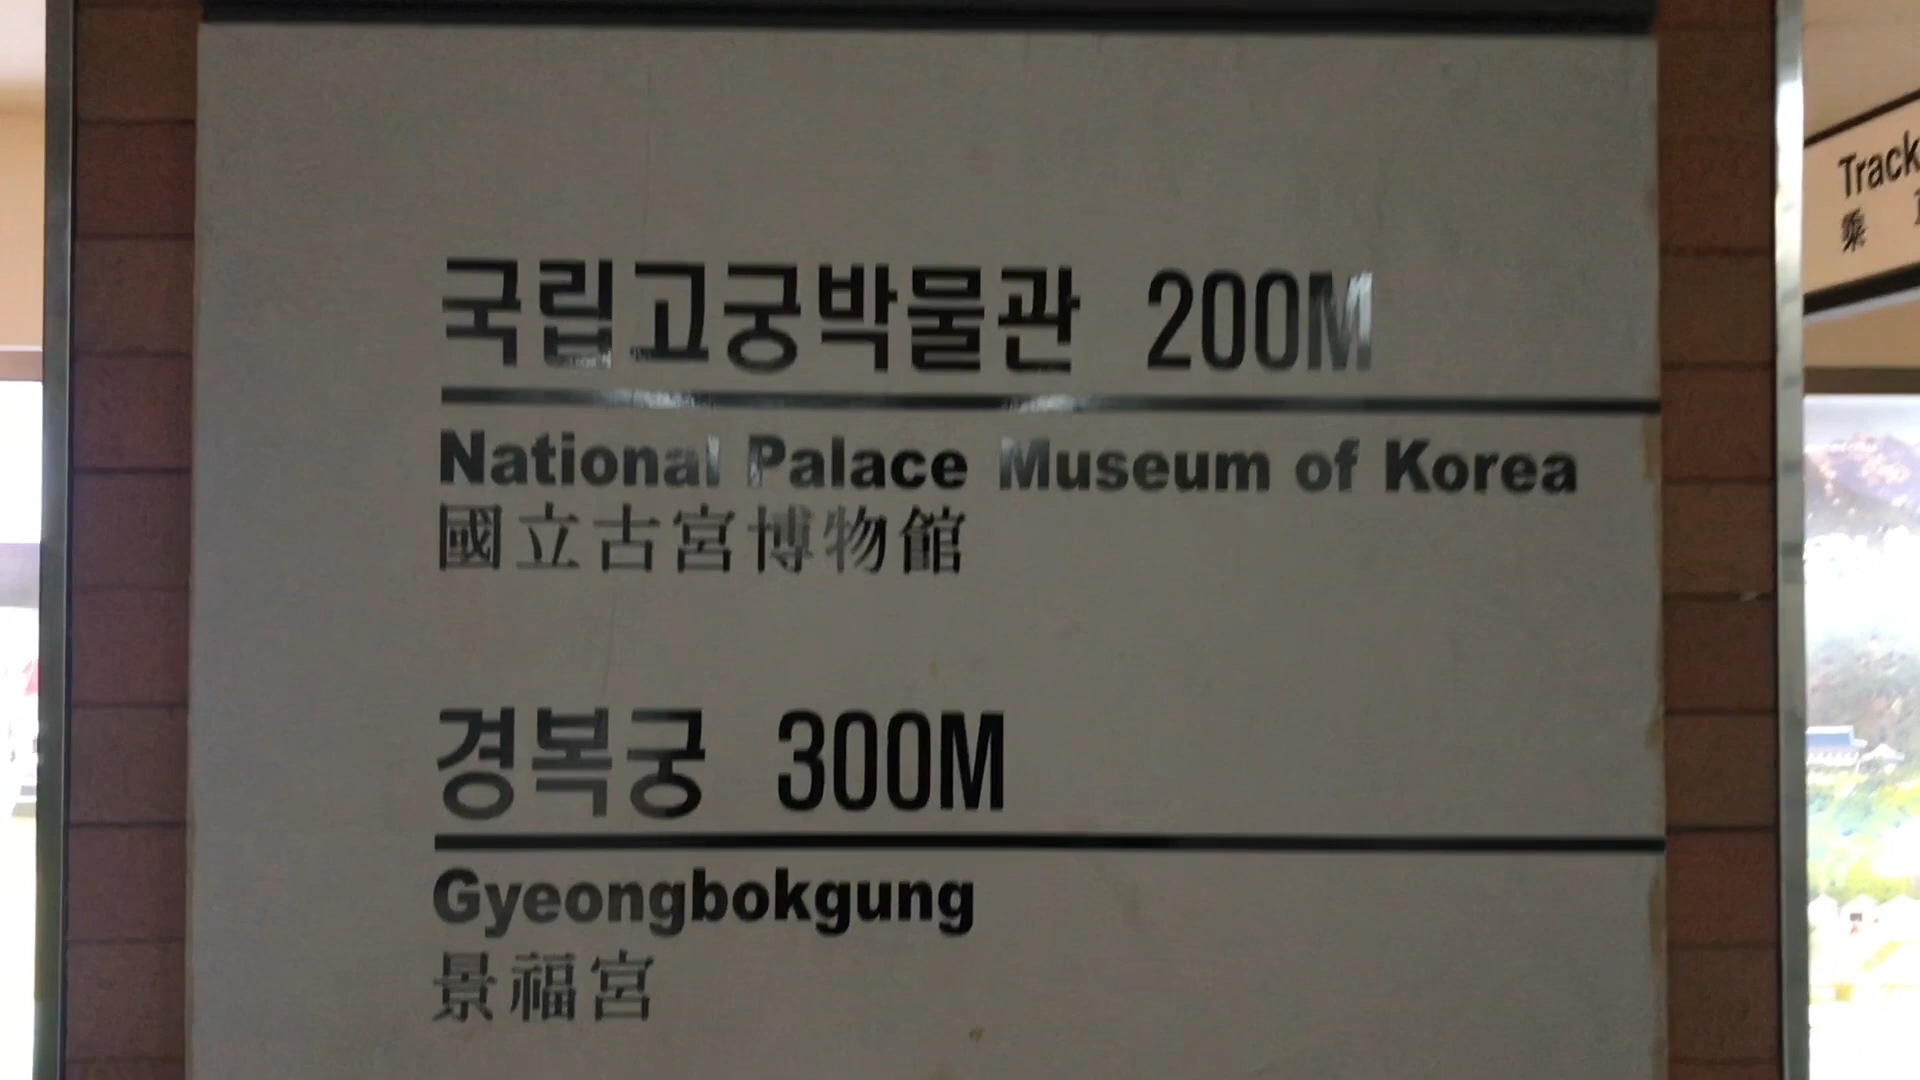 국립고궁박물관 200M
National Palace Museum of Korea
國立古宮博物館
경복궁 300M
Gyeongbokgung
景福宮
Track
乘